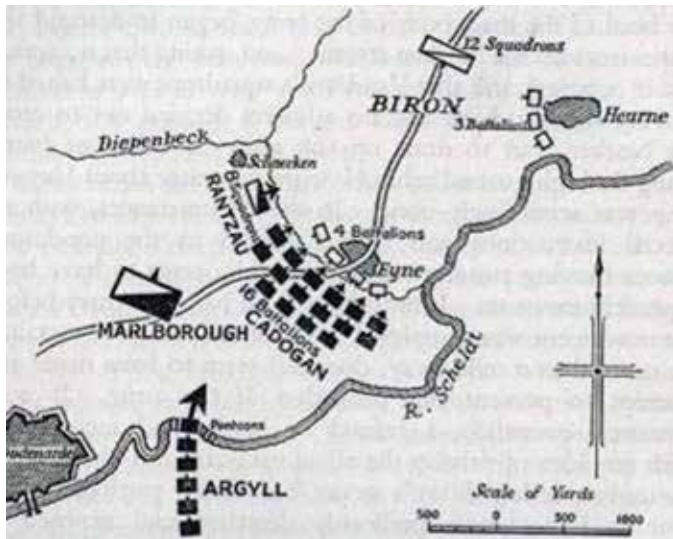 12 Squadrons
BIRON
3 Battalions
Hearne
Diepenbeck
Schaerken
8 Squadrons
RANTZAU
4 Battalions
Eyne
16 Battalions
CADOGAN
MARLBOROUGH
R. Scheldt
Pontoons
ARGYLL
Scale of Yards
500 0 500 1000